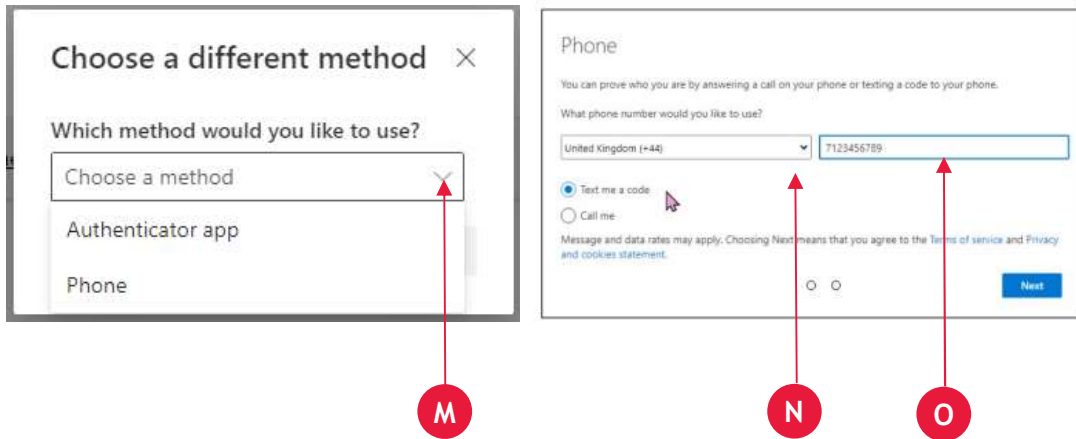 Choose a different method
Which method would you like to use?
Choose a method
Authenticator app
Phone
Phone
You can prove who you are by answering a call on your phone or texting a code to your phone.
What phone number would you like to use?
United Kingdom (+44)
7123456789
Text me a code
Call me
Message and data rates may apply. Choosing Next means that you agree to the Terms of service and Privacy
and cookies statement.
Next
M
N
O